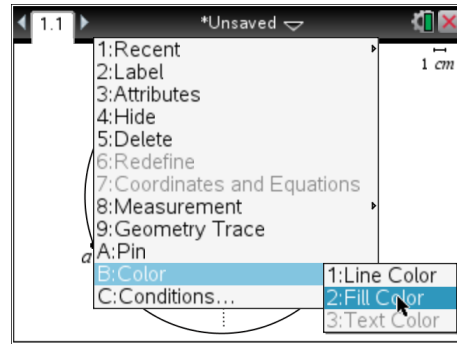 1.1
*Unsaved
1 cm
1:Recent
2:Label
3:Attributes
4:Hide
5:Delete
6:Redefine
7:Coordinates and Equations
8:Measurement
9:Geometry Trace
A:Pin
a
B:Color
1:Line Color
C:Conditions...
2:Fill Color
3:Text Color